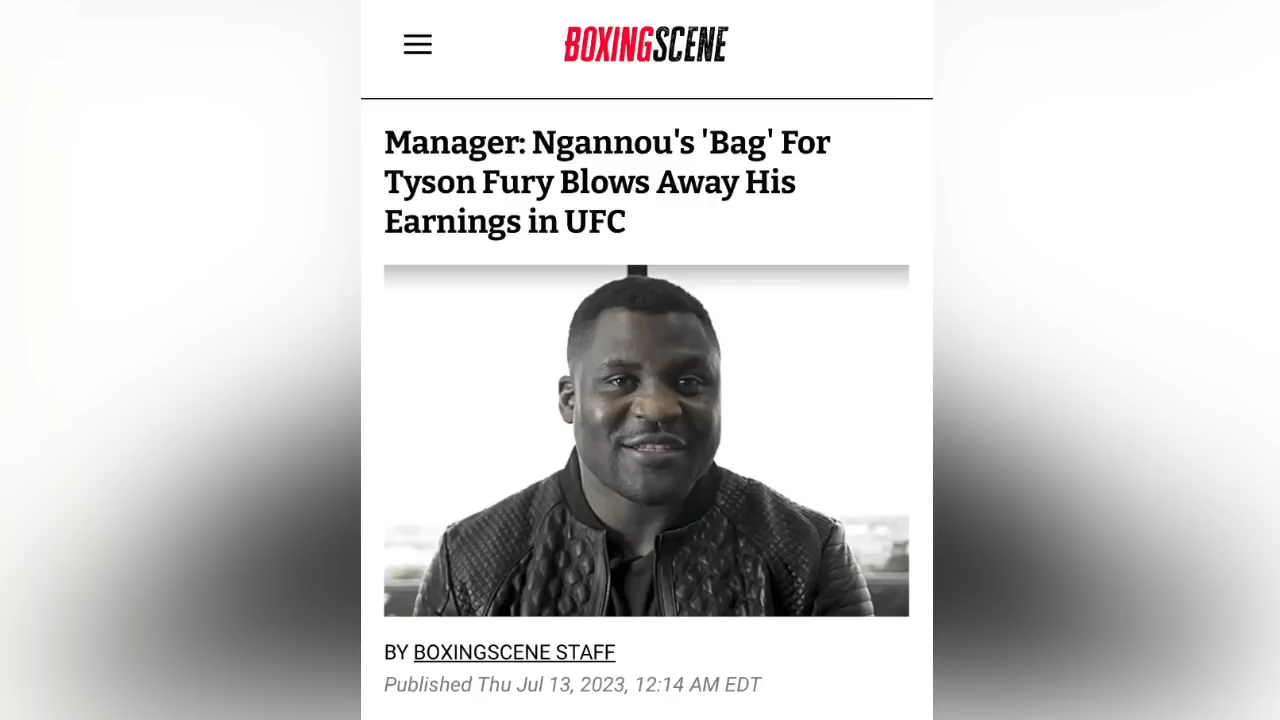 BOXINGSCENE
Manager: Ngannou's 'Bag' For
Tyson Fury Blows Away His
Earnings in UFC
BY BOXINGSCENE STAFF
Published Thu Jul 13, 2023, 12:14 AM EDT